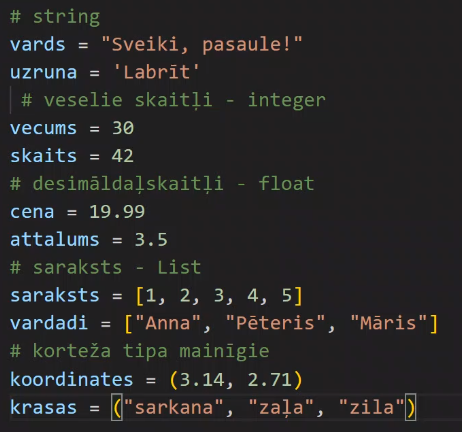 # string
vards = "Sveiki, pasaule!"
uzruna = 'Labrīt'
# veselie skaitļi - integer
vecums = 30
skaits = 42
# desimāldaļskaitļi - float
cena = 19.99
attalums = 3.5
# saraksts - List
saraksts = [1, 2, 3, 4, 5]
vardadi = ["Anna", "Pēteris", "Māris"]
# korteža tipa mainīgie
koordinates = (3.14, 2.71)
krasas = ("sarkana", "zaļa", "zila")